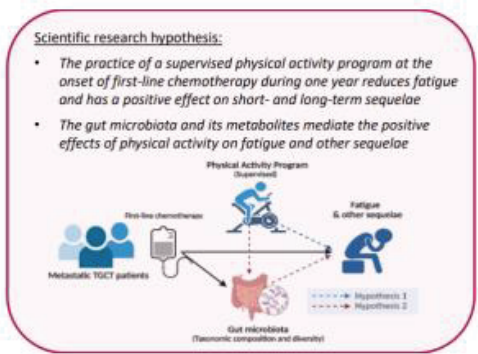 Scientific research hypothesis:
• The practice of a supervised physical activity program at the
onset of first-line chemotherapy during one year reduces fatigue
and has a positive effect on short- and long-term sequelae
• The gut microbiota and its metabolites mediate the positive
effects of physical activity on fatigue and other sequelae
Physical Activity Program
(Supervised)
First-line chemotherapy
Fatigue
& other sequelae
Metastatic TGCT patients
Hypothesis 1
Hypothesis 2
Gut microbiota
(Taxonomic composition and diversity)